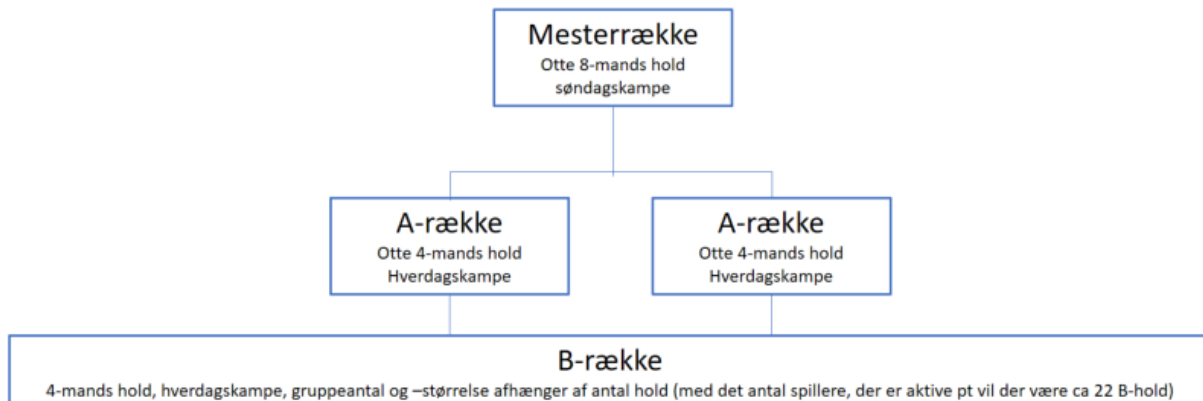 Mesterrække
Otte 8-mands hold
søndagskampe
A-række
Otte 4-mands hold
Hverdagskampe
A-række
Otte 4-mands hold
Hverdagskampe
B-række
4-mands hold, hverdagskampe, gruppeantal og –størrelse afhænger af antal hold (med det antal spillere, der er aktive pt vil der være ca 22 B-hold)